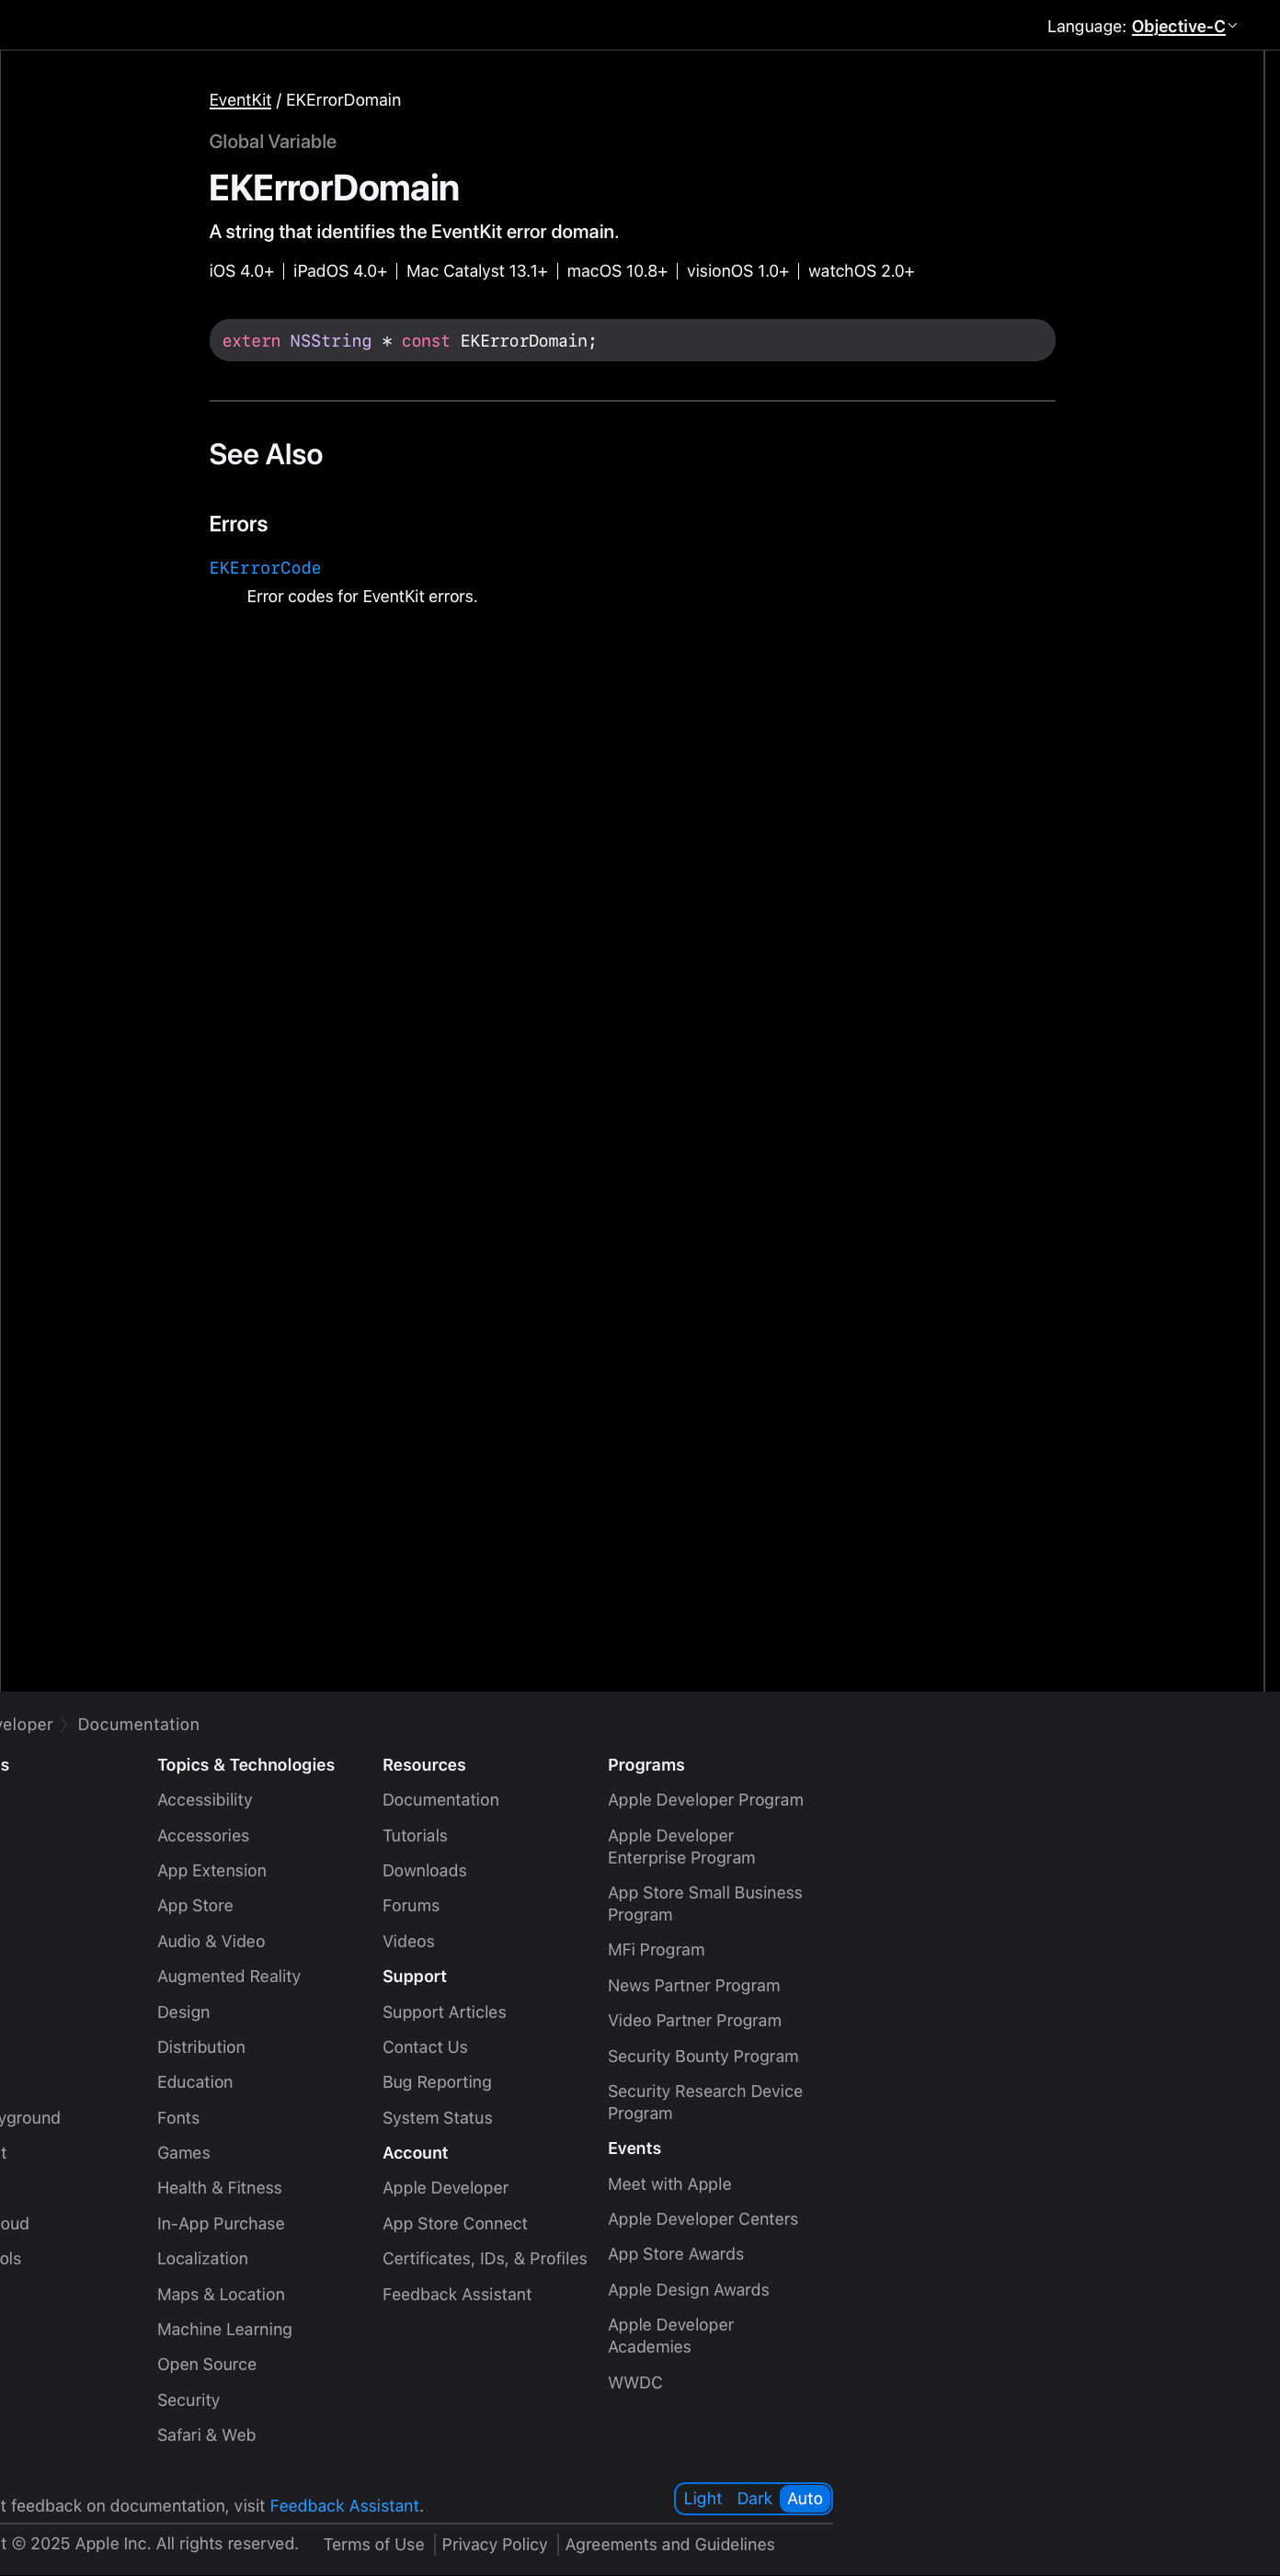 Language: Objective-C
EventKit / EKErrorDomain
Global Variable
EKErrorDomain
A string that identifies the EventKit error domain.
iOS 4.0+ | iPadOS 4.0+ | Mac Catalyst 13.1+ | macOS 10.8+ | visionOS 1.0+ | watchOS 2.0+
extern NSString * const EKErrorDomain;
See Also
Errors
EKErrorCode
Error codes for EventKit errors.
veloper Documentation
s
yground
t
oud
ols
Topics & Technologies
Accessibility
Accessories
App Extension
App Store
Audio & Video
Augmented Reality
Design
Distribution
Education
Fonts
Games
Health & Fitness
In-App Purchase
Localization
Maps & Location
Machine Learning
Open Source
Security
Safari & Web
Resources
Documentation
Tutorials
Downloads
Forums
Videos
Support
Support Articles
Contact Us
Bug Reporting
System Status
Account
Apple Developer
App Store Connect
Certificates, IDs, & Profiles
Feedback Assistant
Programs
Apple Developer Program
Apple Developer
Enterprise Program
App Store Small Business
Program
MFi Program
News Partner Program
Video Partner Program
Security Bounty Program
Security Research Device
Program
Events
Meet with Apple
Apple Developer Centers
App Store Awards
Apple Design Awards
Apple Developer
Academies
WWDC
t feedback on documentation, visit Feedback Assistant.
Light Dark Auto
t © 2025 Apple Inc. All rights reserved. Terms of Use | Privacy Policy | Agreements and Guidelines